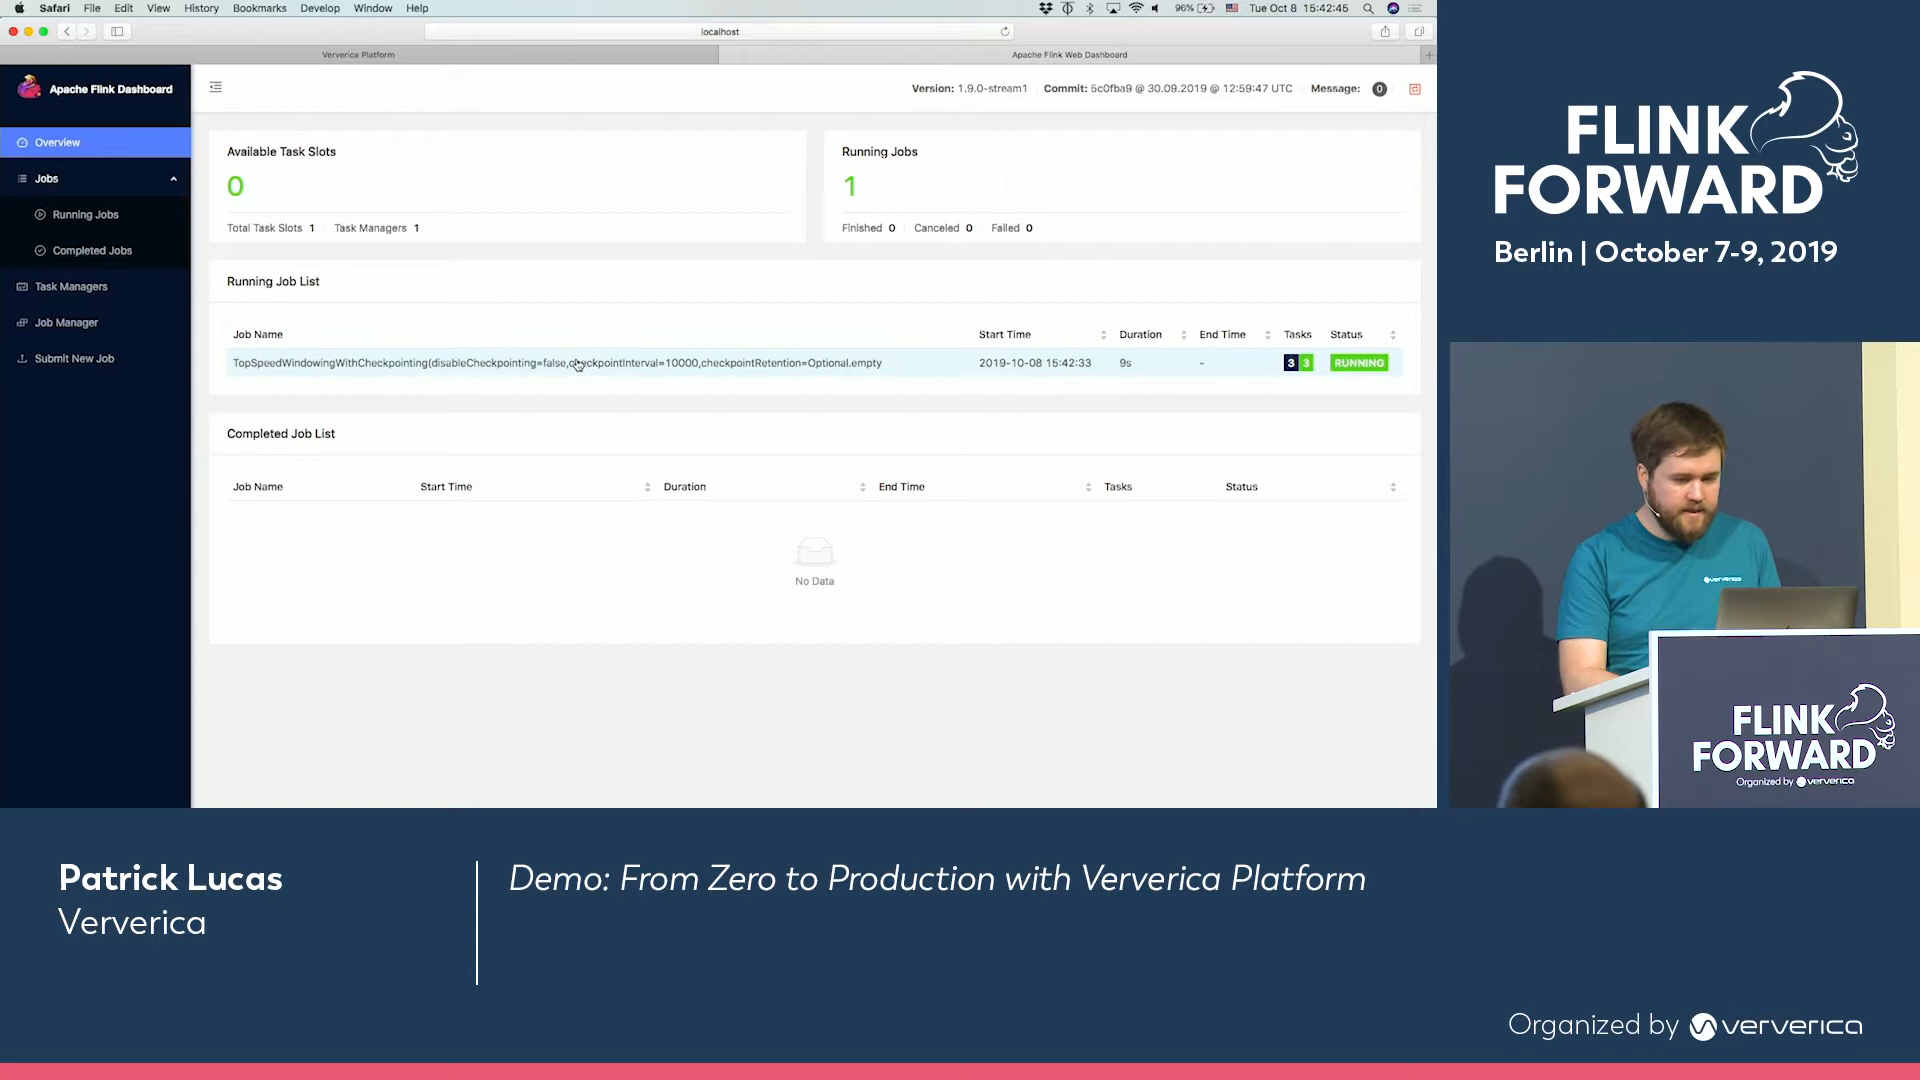 Safari File Edit View History Bookmarks Develop Window Help
96% Tue Oct 8 15:42:45
localhost
Ververica Platform
Apache Flink Web Dashboard
Apache Flink Dashboard
Version: 1.9.0-stream1 Commit: 5c0fba9 @ 30.09.2019 @ 12:59:47 UTC Message: 0
Overview
Jobs
Running Jobs
Completed Jobs
Task Managers
Job Manager
Submit New Job
Available Task Slots
0
Total Task Slots 1 Task Managers 1
Running Jobs
1
Finished 0 Canceled 0 Failed 0
Running Job List
Job Name Start Time Duration End Time Tasks Status
TopSpeedWindowingWithCheckpointing(disableCheckpointing=false,checkpointInterval=10000,checkpointRetention=Optional.empty 2019-10-08 15:42:33 9s - 3 3 RUNNING
Completed Job List
Job Name Start Time Duration End Time Tasks Status
No Data
FLINK
FORWARD
Berlin | October 7-9, 2019
ververica
FLINK
FORWARD
Organized by ververica
Patrick Lucas
Ververica
Demo: From Zero to Production with Ververica Platform
Organized by ververica